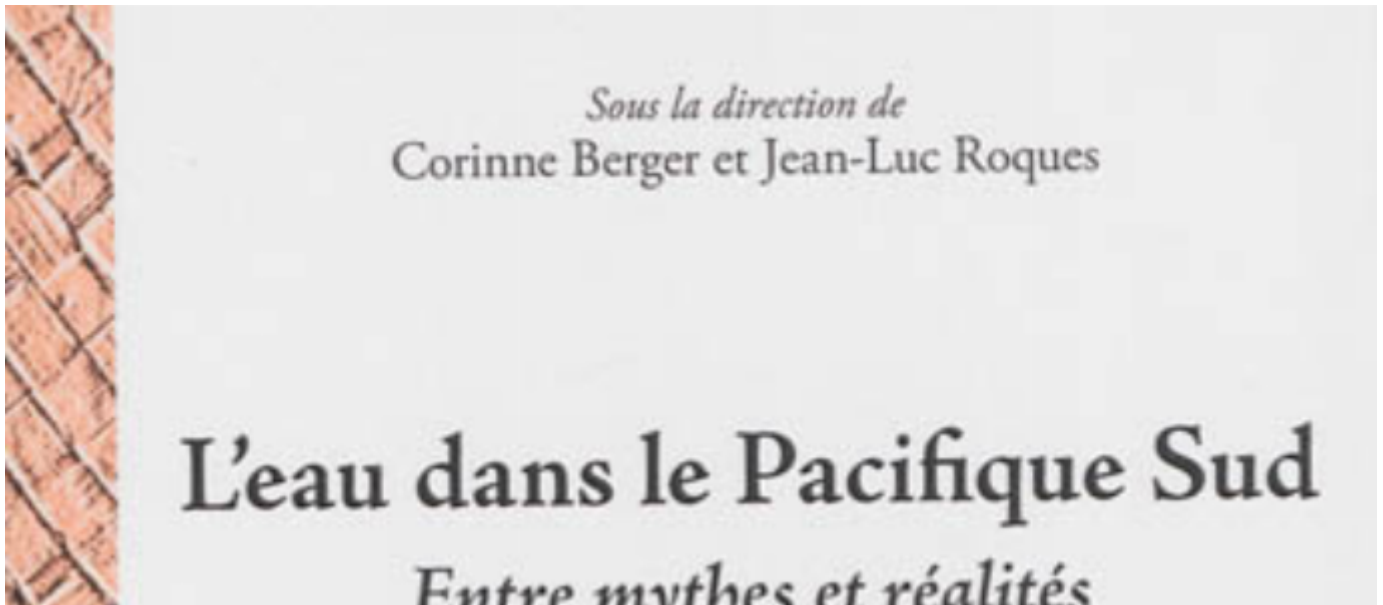 Sous la direction de
Corinne Berger et Jean-Luc Roques
L'eau dans le Pacifique Sud
Entre mythes et réalités